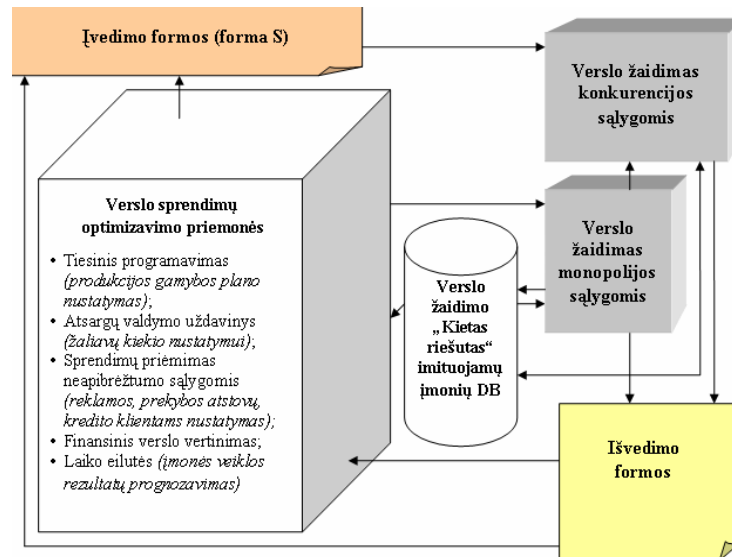 Įvedimo formos (forma S)
Verslo žaidimas
konkurencijos
sąlygomis
Verslo sprendimų
optimizavimo priemonės
• Tiesinis programavimas
(produkcijos gamybos plano
nustatymas);
• Atsargų valdymo uždavinys
(žaliavų kiekio nustatymui);
• Sprendimų priėmimas
neapibrėžtumo sąlygomis
(reklamos, prekybos atstovų,
kredito klientams nustatymas);
• Finansinis verslo vertinimas;
• Laiko eilutės (įmonės veiklos
rezultatų prognozavimas)
Verslo
žaidimo
„Kietas
riešutas“
imituojamų
įmonių DB
Verslo
žaidimas
monopolijos
sąlygomis
Išvedimo
formos